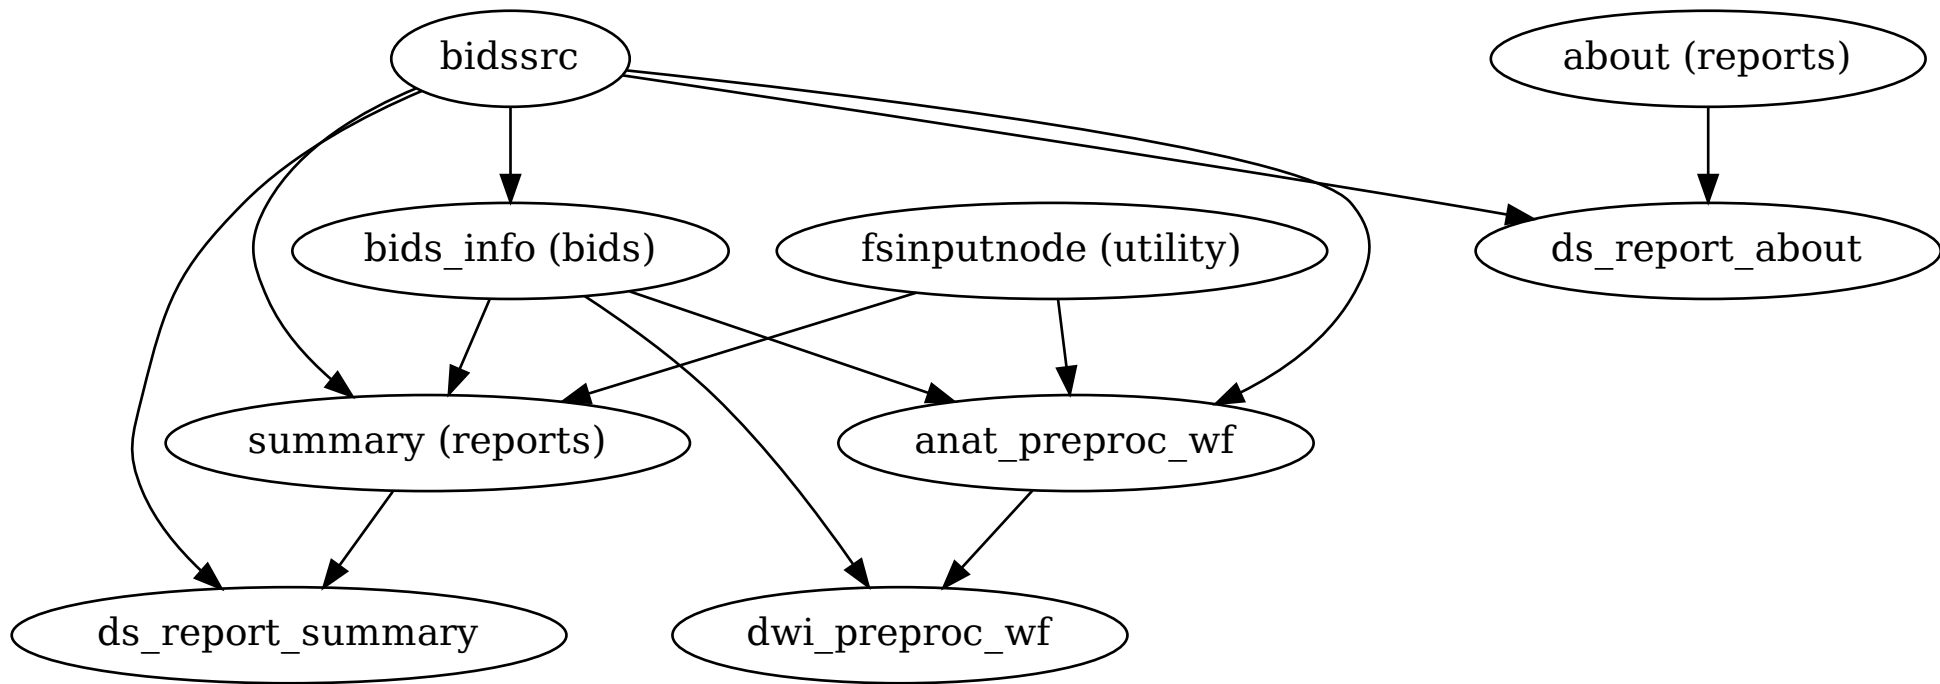 bidssrc
about (reports)
bids_info (bids)
fsinputnode (utility)
ds_report_about
summary (reports)
anat_preproc_wf
ds_report_summary
dwi_preproc_wf